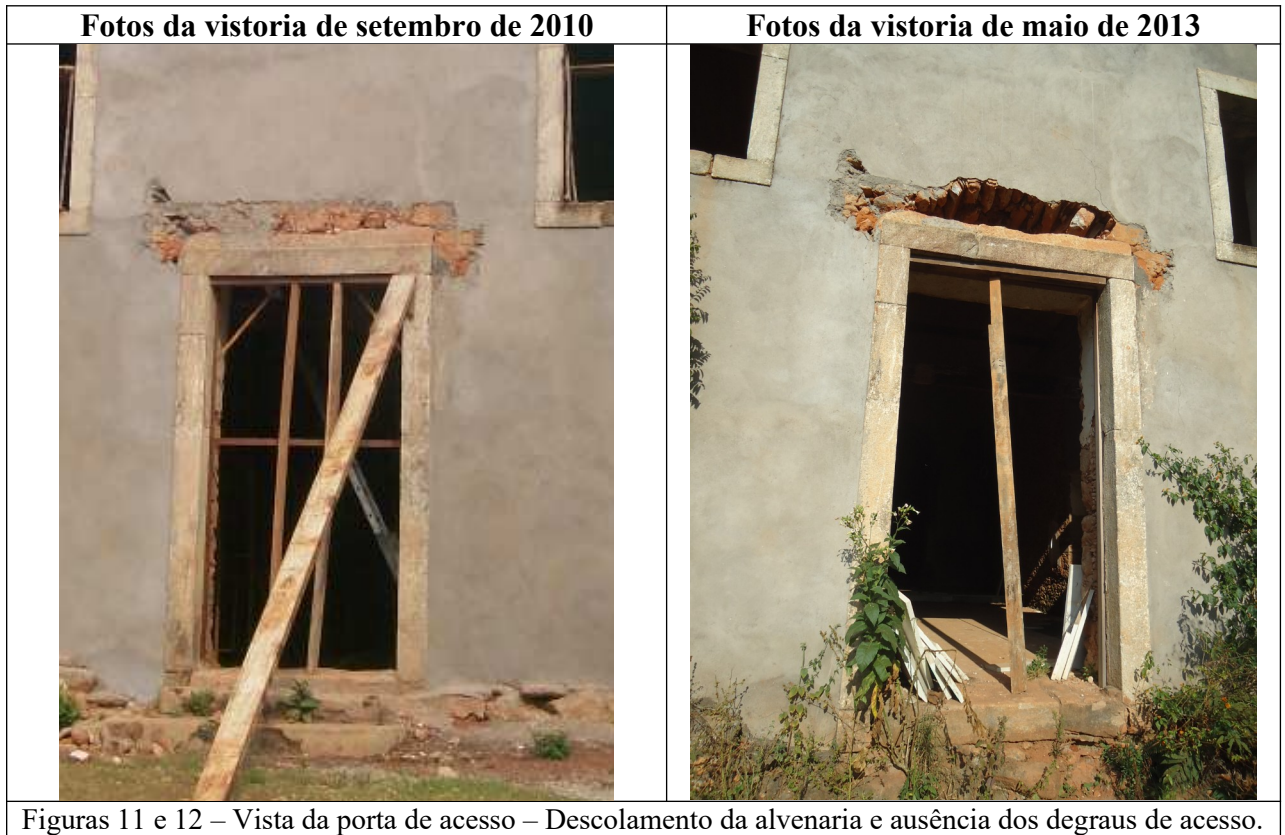 Fotos da vistoria de setembro de 2010
Fotos da vistoria de maio de 2013
Figuras 11 e 12 – Vista da porta de acesso – Descolamento da alvenaria e ausência dos degraus de acesso.